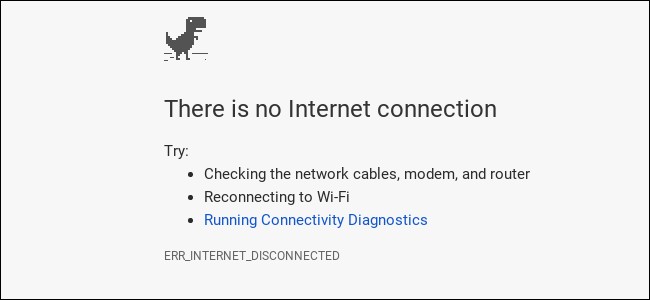 There is no Internet connection
Try:
Checking the network cables, modem, and router
Reconnecting to Wi-Fi
Running Connectivity Diagnostics
ERR_INTERNET_DISCONNECTED